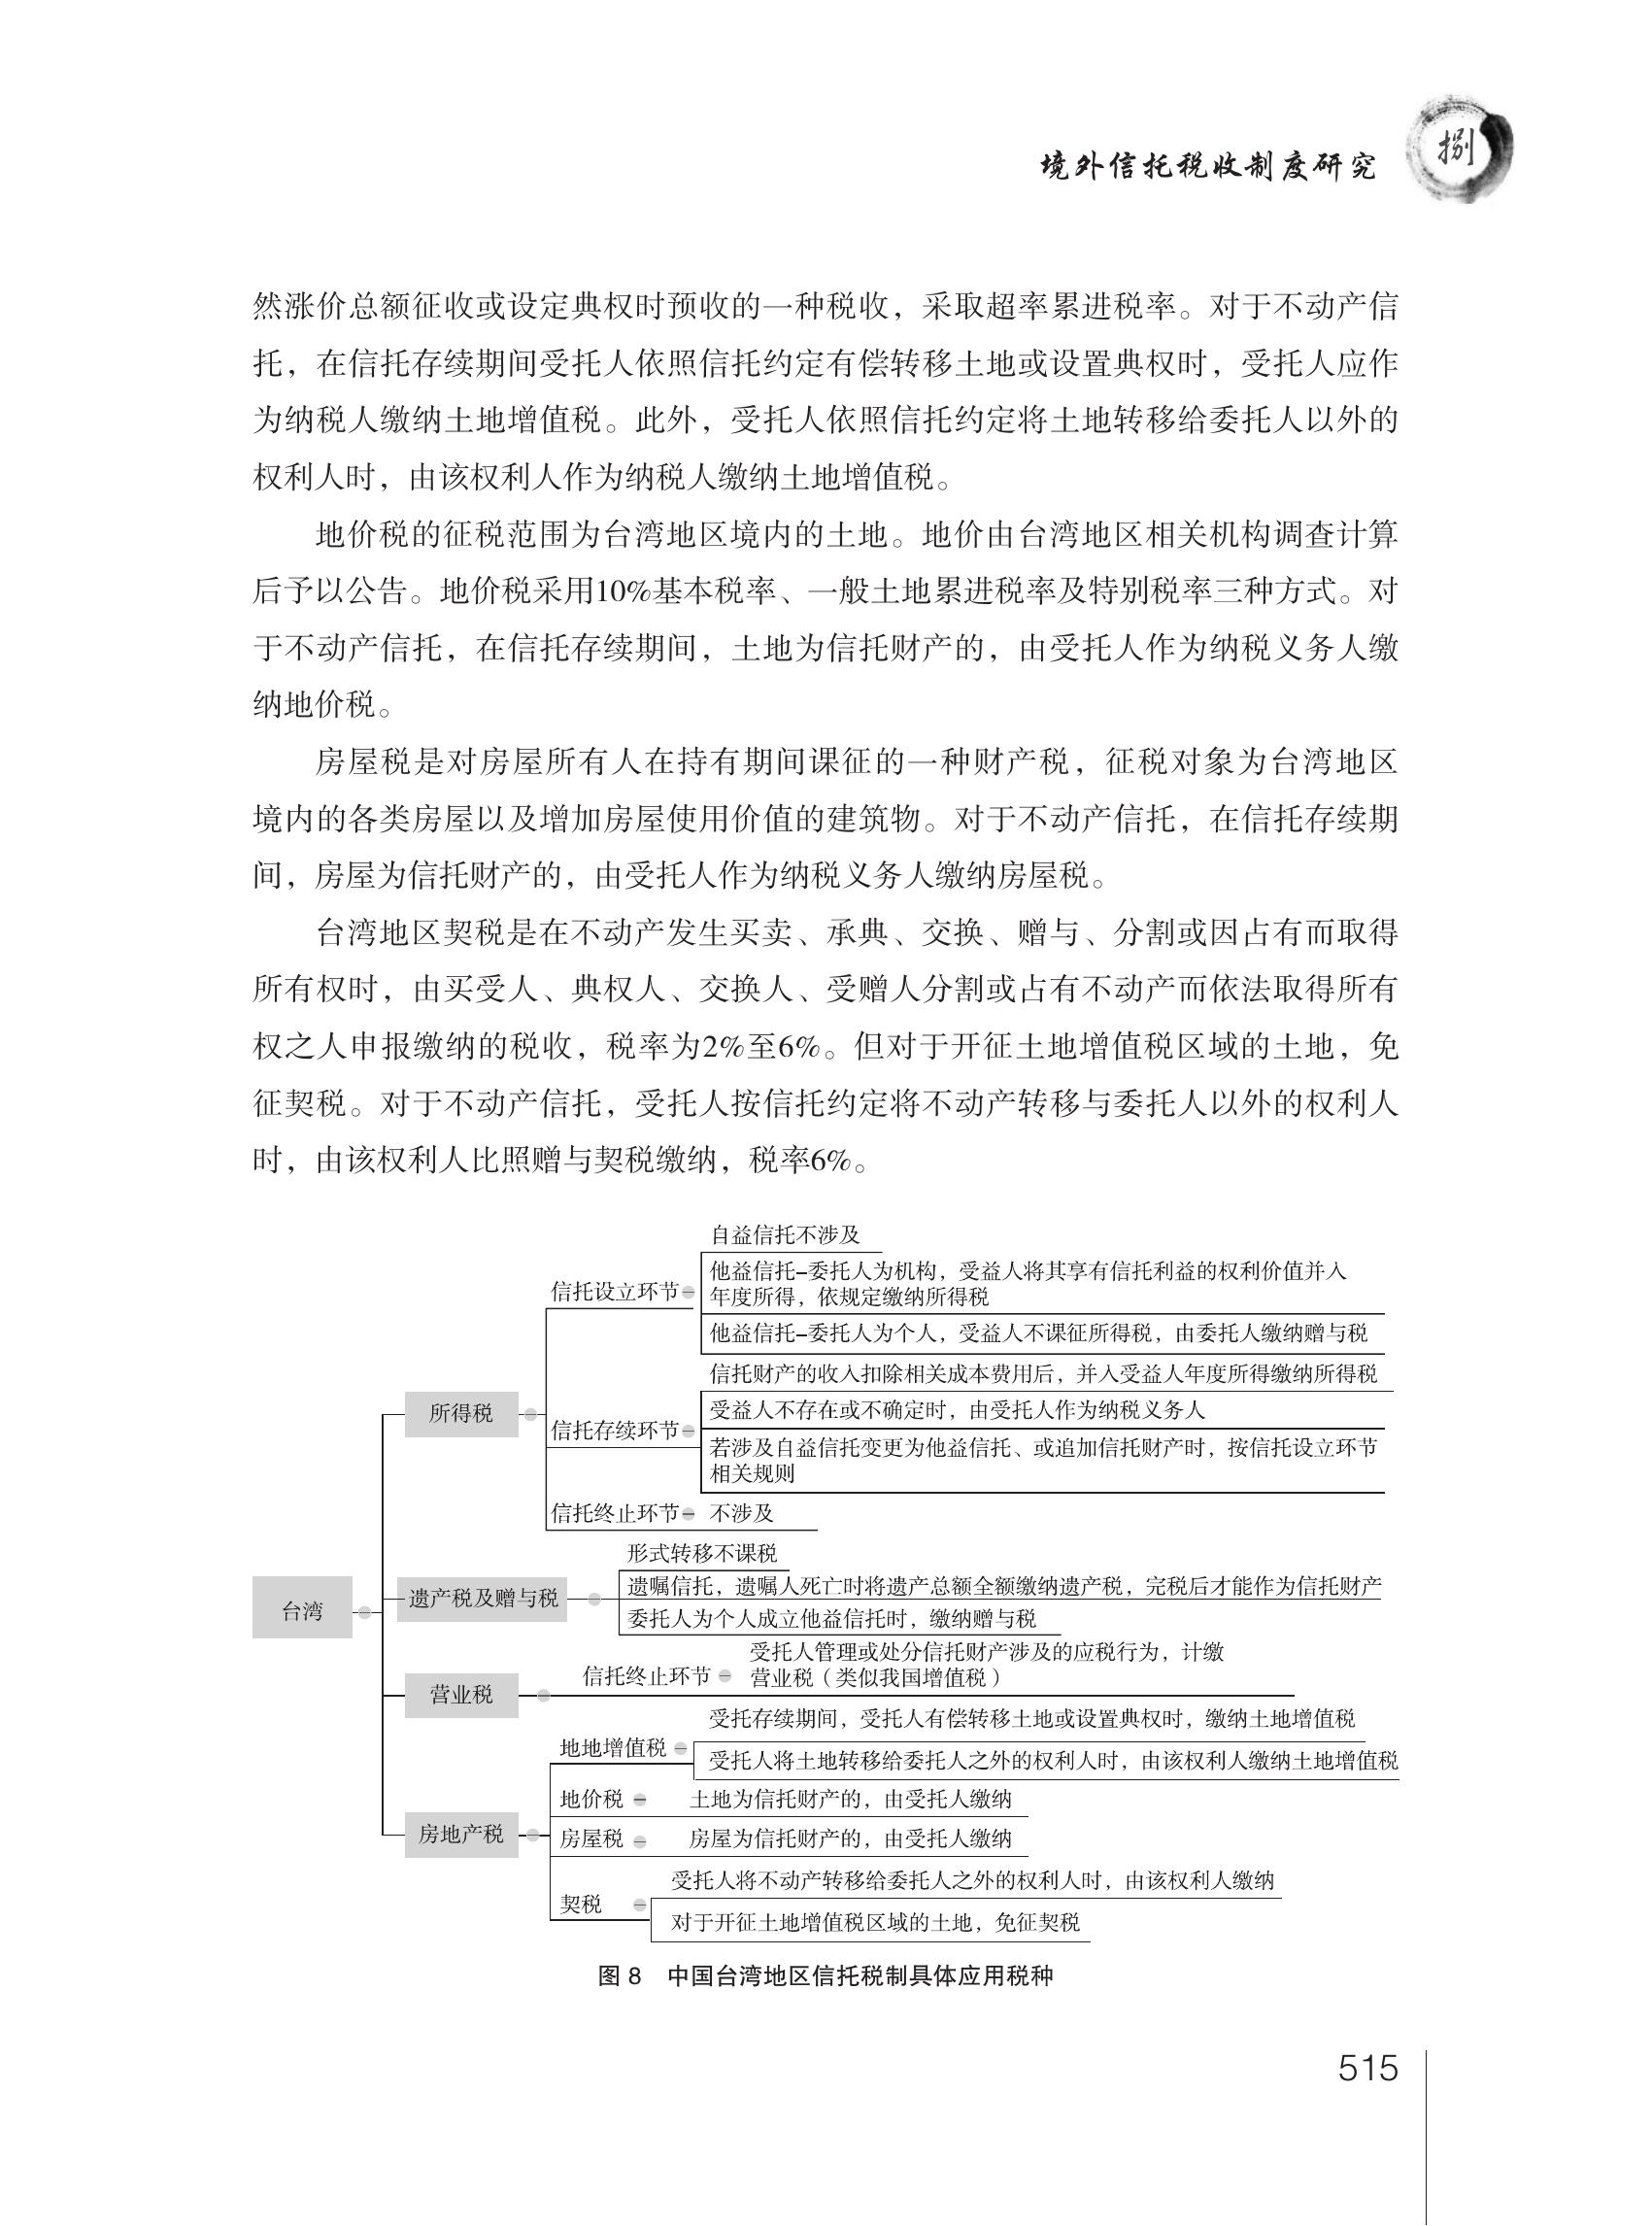 境外信托税收制度研究
捌
然涨价总额征收或设定典权时预收的一种税收，采取超率累进税率。对于不动产信
托，在信托存续期间受托人依照信托约定有偿转移土地或设置典权时，受托人应作
为纳税人缴纳土地增值税。此外，受托人依照信托约定将土地转移给委托人以外的
权利人时，由该权利人作为纳税人缴纳土地增值税。
地价税的征税范围为台湾地区境内的土地。地价由台湾地区相关机构调查计算
后予以公告。地价税采用10%基本税率、一般土地累进税率及特别税率三种方式。对
于不动产信托，在信托存续期间，土地为信托财产的，由受托人作为纳税义务人缴
纳地价税。
房屋税是对房屋所有人在持有期间课征的一种财产税，征税对象为台湾地区
境内的各类房屋以及增加房屋使用价值的建筑物。对于不动产信托，在信托存续期
间，房屋为信托财产的，由受托人作为纳税义务人缴纳房屋税。
台湾地区契税是在不动产发生买卖、承典、交换、赠与、分割或因占有而取得
所有权时，由买受人、典权人、交换人、受赠人分割或占有不动产而依法取得所有
权之人申报缴纳的税收，税率为2%至6%。但对于开征土地增值税区域的土地，免
征契税。对于不动产信托，受托人按信托约定将不动产转移与委托人以外的权利人
时，由该权利人比照赠与契税缴纳，税率6%。
台湾
所得税
信托设立环节
自益信托不涉及
他益信托–委托人为机构，受益人将其享有信托利益的权利价值并入
年度所得，依规定缴纳所得税
他益信托–委托人为个人，受益人不课征所得税，由委托人缴纳赠与税
信托存续环节
信托财产的收入扣除相关成本费用后，并入受益人年度所得缴纳所得税
受益人不存在或不确定时，由受托人作为纳税义务人
若涉及自益信托变更为他益信托、或追加信托财产时，按信托设立环节
相关规则
信托终止环节
不涉及
遗产税及赠与税
形式转移不课税
遗嘱信托，遗嘱人死亡时将遗产总额全额缴纳遗产税，完税后才能作为信托财产
委托人为个人成立他益信托时，缴纳赠与税
营业税
信托终止环节
受托人管理或处分信托财产涉及的应税行为，计缴
营业税（类似我国增值税）
房地产税
地地增值税
受托存续期间，受托人有偿转移土地或设置典权时，缴纳土地增值税
受托人将土地转移给委托人之外的权利人时，由该权利人缴纳土地增值税
地价税
土地为信托财产的，由受托人缴纳
房屋税
房屋为信托财产的，由受托人缴纳
契税
受托人将不动产转移给委托人之外的权利人时，由该权利人缴纳
对于开征土地增值税区域的土地，免征契税
图 8 中国台湾地区信托税制具体应用税种
515